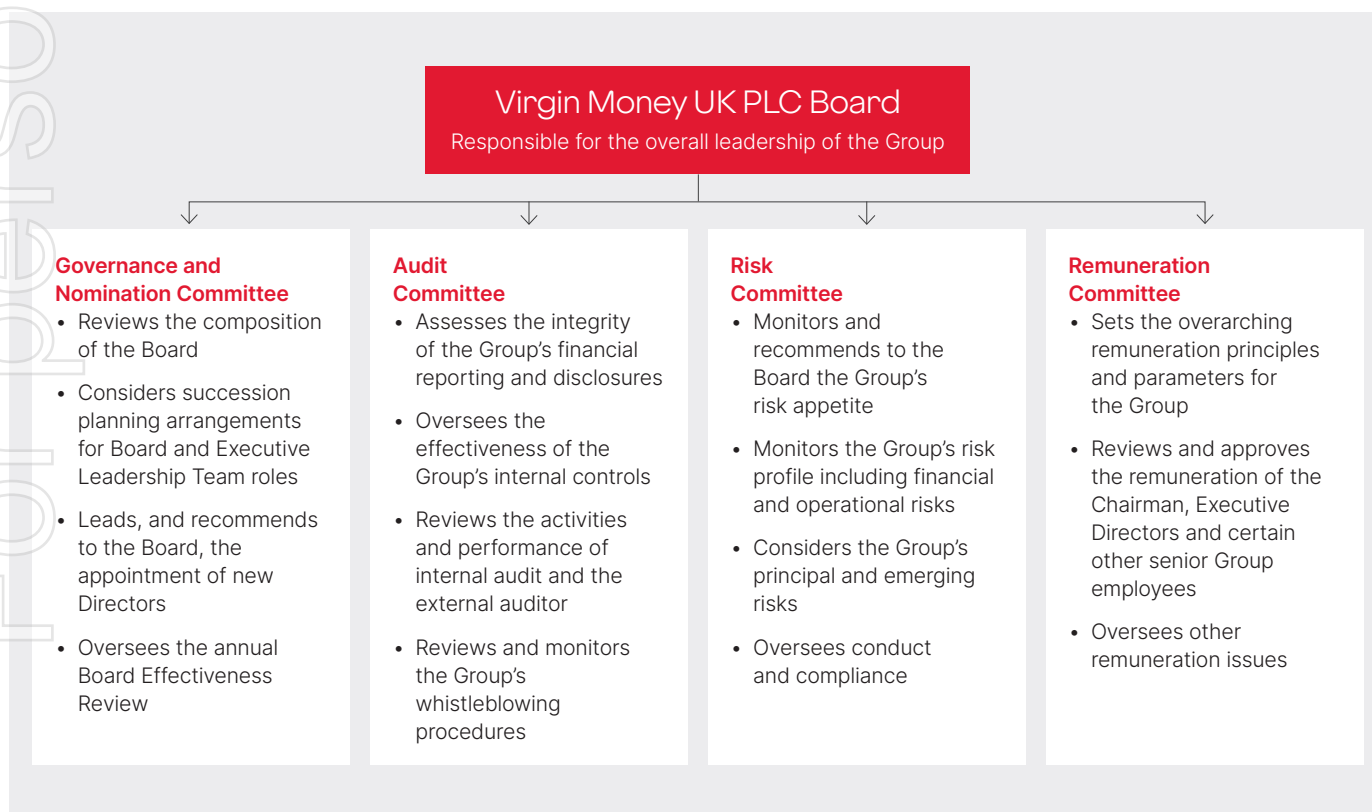 For perso
Virgin Money UK PLC Board
Responsible for the overall leadership of the Group
Governance and
Nomination Committee
• Reviews the composition
of the Board
• Considers succession
planning arrangements
for Board and Executive
Leadership Team roles
• Leads, and recommends
to the Board, the
appointment of new
Directors
• Oversees the annual
Board Effectiveness
Review
Audit
Committee
• Assesses the integrity
of the Group’s financial
reporting and disclosures
• Oversees the
effectiveness of the
Group’s internal controls
• Reviews the activities
and performance of
internal audit and the
external auditor
• Reviews and monitors
the Group’s
whistleblowing
procedures
Risk
Committee
• Monitors and
recommends to the
Board the Group’s
risk appetite
• Monitors the Group’s risk
profile including financial
and operational risks
• Considers the Group’s
principal and emerging
risks
• Oversees conduct
and compliance
Remuneration
Committee
• Sets the overarching
remuneration principles
and parameters for
the Group
• Reviews and approves
the remuneration of the
Chairman, Executive
Directors and certain
other senior Group
employees
• Oversees other
remuneration issues